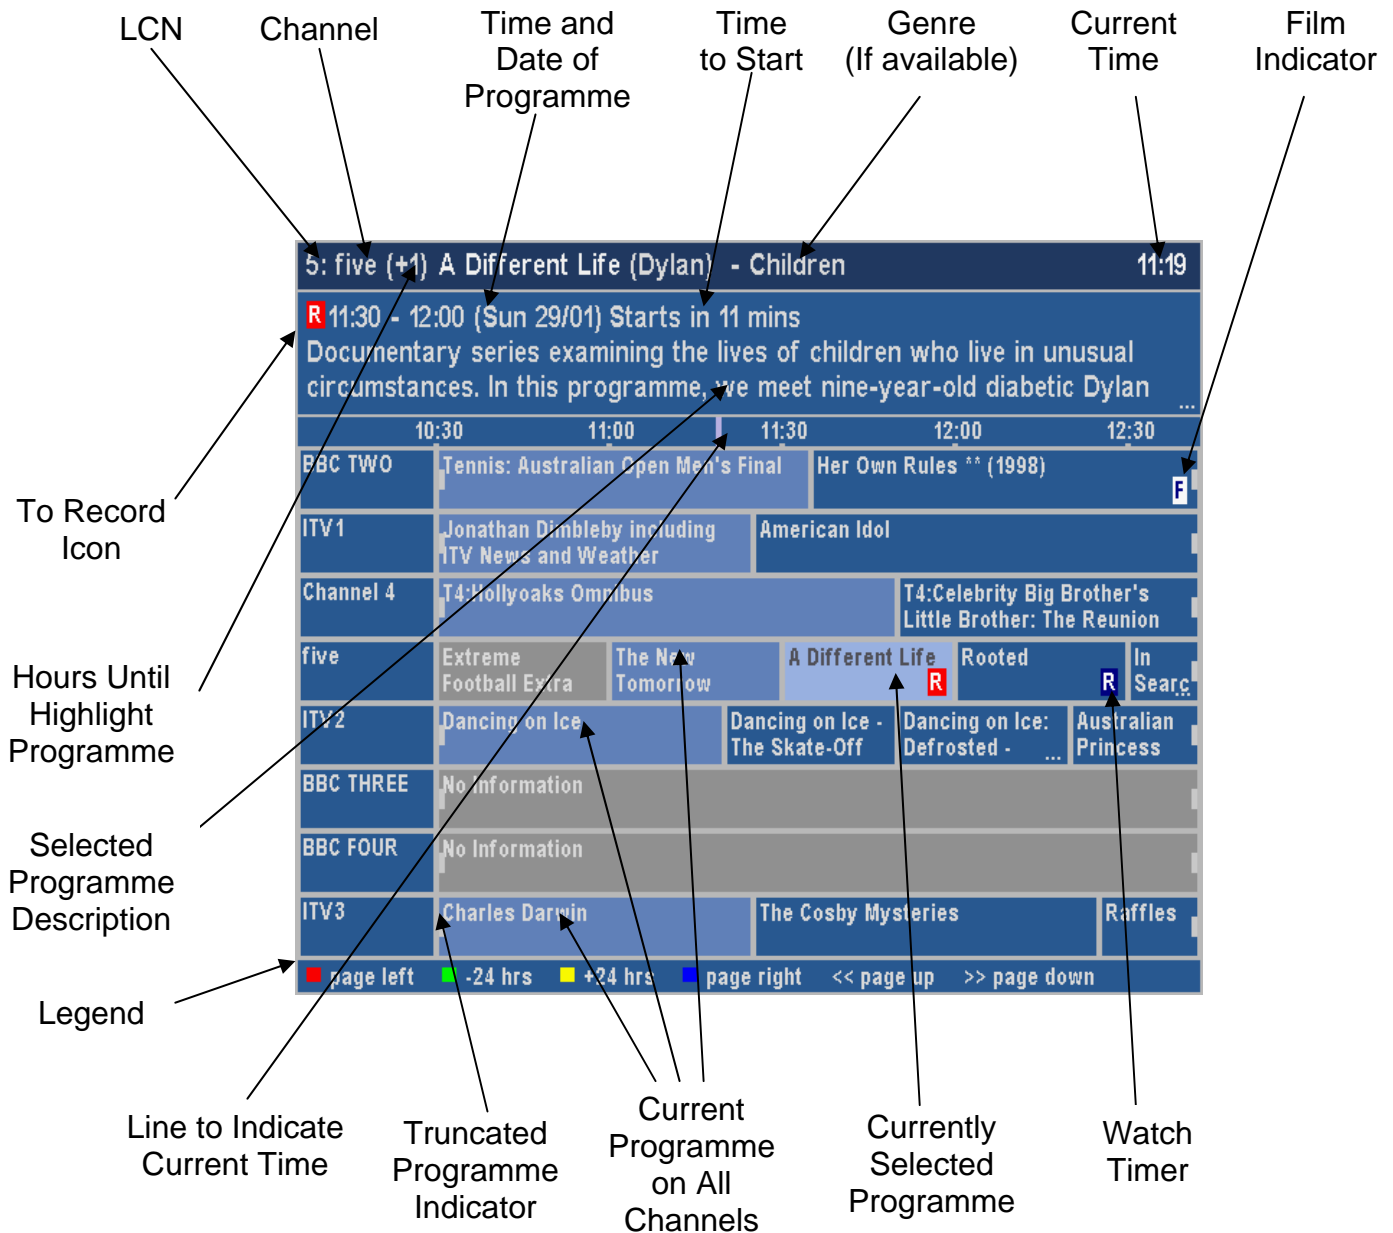 LCN
Channel
Time and
Date of
Programme
Time
to Start
Genre
(If available)
Current
Time
Film
Indicator
5: five (+1) A Different Life (Dylan) - Children 11:19
R 11:30 - 12:00 (Sun 29/01) Starts in 11 mins
Documentary series examining the lives of children who live in unusual
circumstances. In this programme, we meet nine-year-old diabetic Dylan ...
10:30 11:00 11:30 12:00 12:30
BBC TWO
Tennis: Australian Open Men's Final
Her Own Rules ** (1998)
F
ITV1
Jonathan Dimbleby including
ITV News and Weather
American Idol
Channel 4
T4:Hollyoaks Omnibus
T4:Celebrity Big Brother's
Little Brother: The Reunion
five
Extreme
Football Extra
The New
Tomorrow
A Different Life
R
Rooted
R
In
Searc...
ITV2
Dancing on Ice
Dancing on Ice -
The Skate-Off
Dancing on Ice:
Defrosted - ...
Australian
Princess
BBC THREE
No Information
BBC FOUR
No Information
ITV3
Charles Darwin
The Cosby Mysteries
Raffles
page left -24 hrs +24 hrs page right << page up >> page down
To Record
Icon
Hours Until
Highlight
Programme
Selected
Programme
Description
Legend
Line to Indicate
Current Time
Truncated
Programme
Indicator
Current
Programme
on All
Channels
Currently
Selected
Programme
Watch
Timer